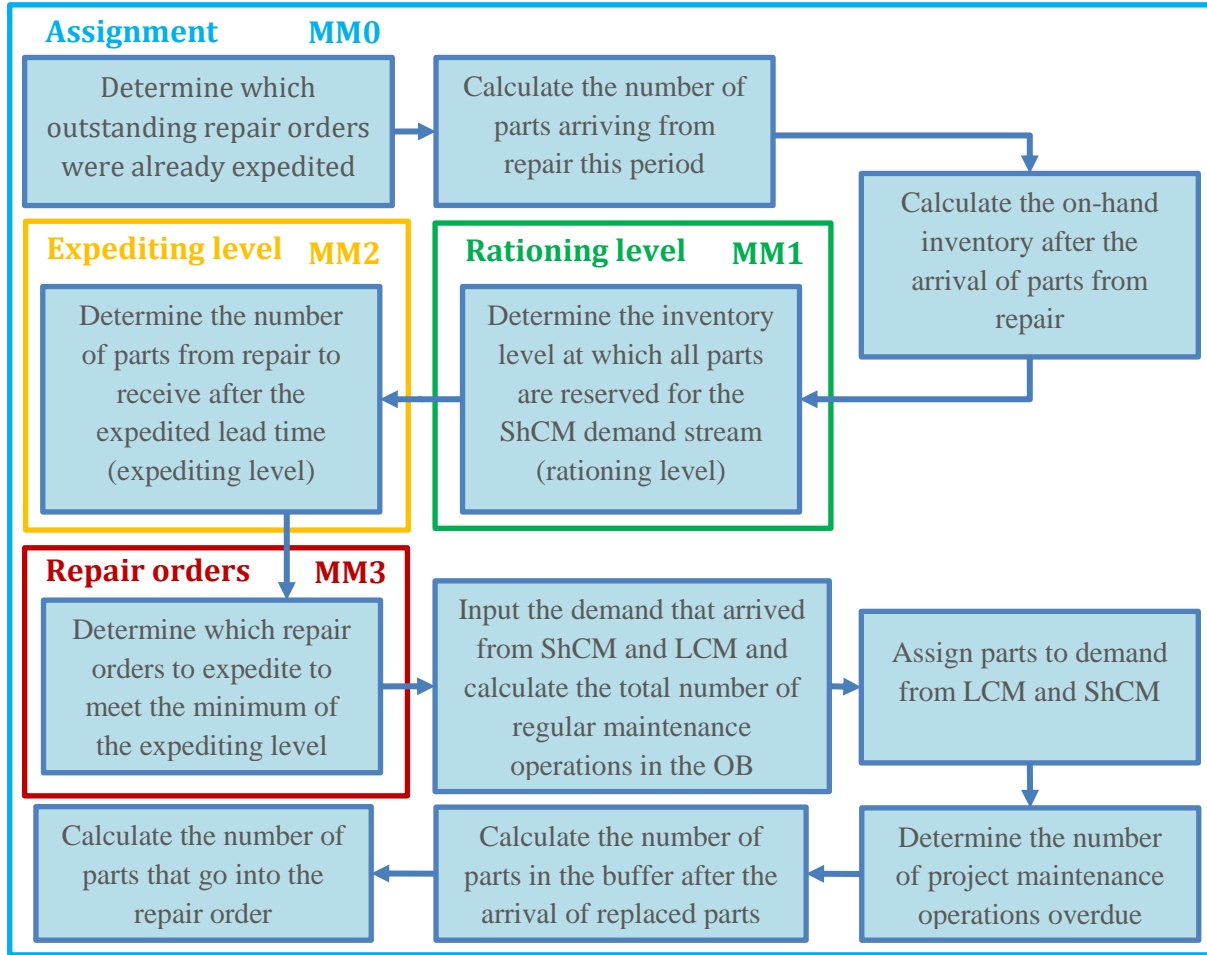 Assignment MM0
Determine which
outstanding repair orders
were already expedited
Calculate the number of
parts arriving from
repair this period
Calculate the on-hand
inventory after the
arrival of parts from
repair
Rationing level MM1
Determine the inventory
level at which all parts
are reserved for the
ShCM demand stream
(rationing level)
Expediting level MM2
Determine the number
of parts from repair to
receive after the
expedited lead time
(expediting level)
Repair orders MM3
Determine which repair
orders to expedite to
meet the minimum of
the expediting level
Input the demand that arrived
from ShCM and LCM and
calculate the total number of
regular maintenance
operations in the OB
Assign parts to demand
from LCM and ShCM
Determine the number
of project maintenance
operations overdue
Calculate the number of
parts in the buffer after the
arrival of replaced parts
Calculate the number of
parts that go into the
repair order